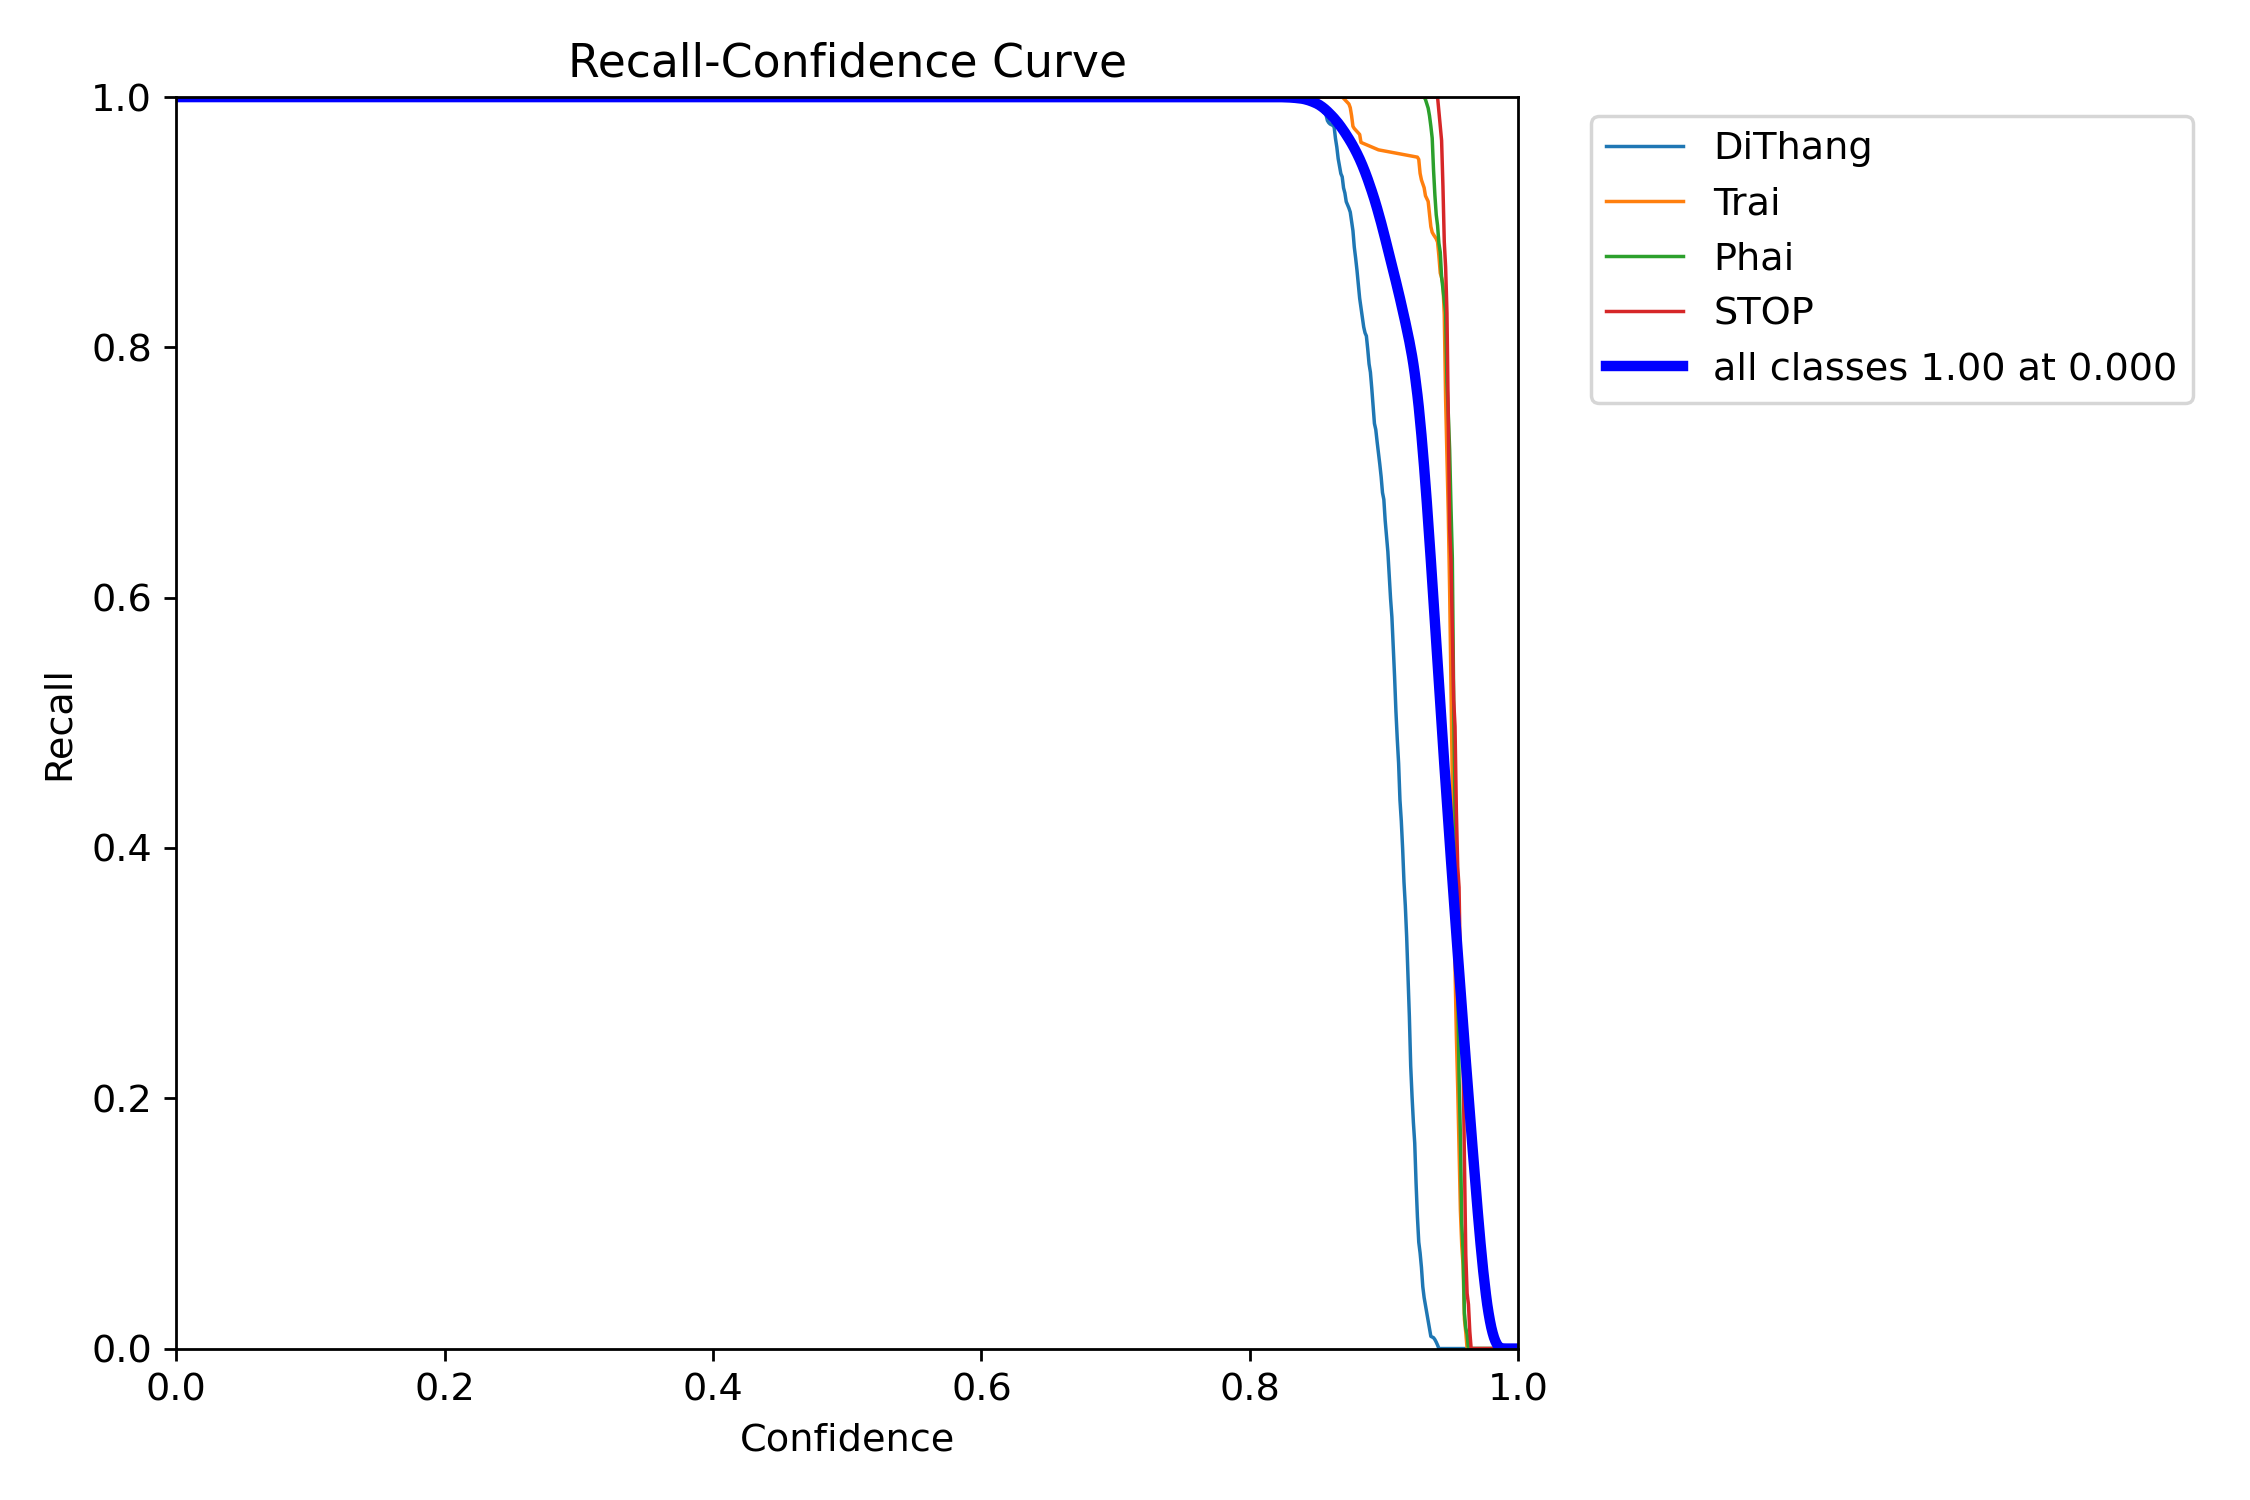 Recall-Confidence Curve
1.0
0.8
0.6
0.4
0.2
0.0
Recall
0.0 0.2 0.4 0.6 0.8 1.0
Confidence
DiThang
Trai
Phai
STOP
all classes 1.00 at 0.000